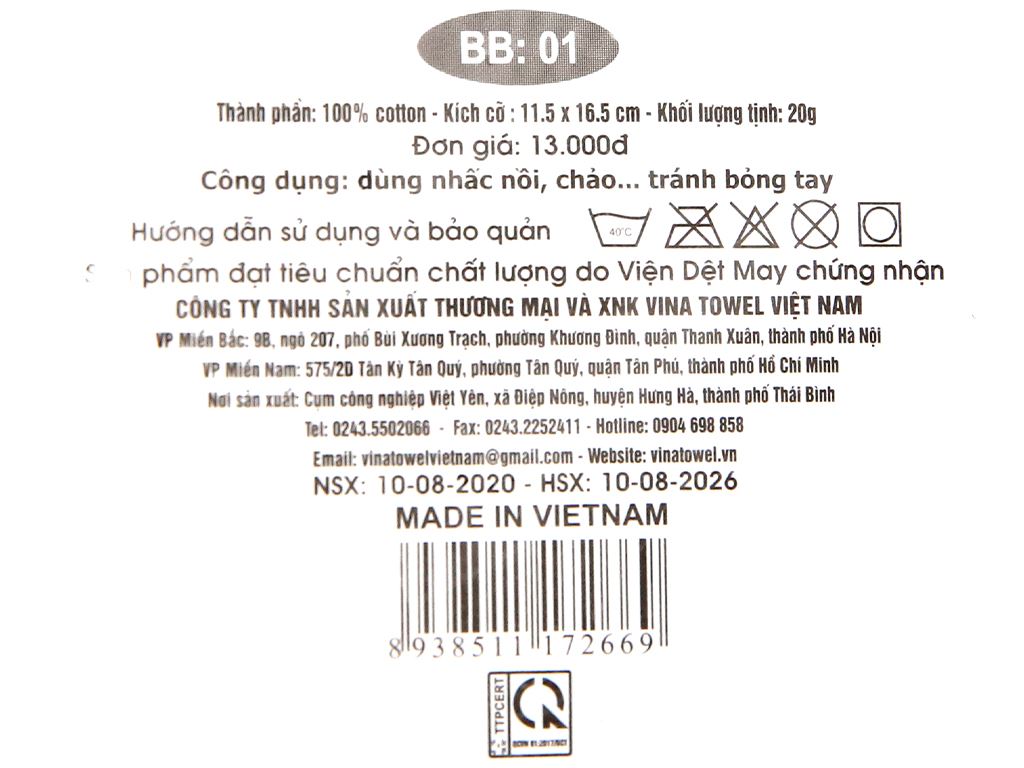 BB: 01
Thành phần: 100% cotton - Kích cỡ : 11.5 x 16.5 cm - Khối lượng tịnh: 20g
Đơn giá: 13.000đ
Công dụng: dùng nhấc nồi, chảo... tránh bỏng tay
Hướng dẫn sử dụng và bảo quản
40°C
phẩm đạt tiêu chuẩn chất lượng do Viện Dệt May chứng nhận
CÔNG TY TNHH SẢN XUẤT THƯƠNG MẠI VÀ XNK VINA TOWEL VIỆT NAM
VP Miền Bắc: 9B, ngõ 207, phố Bùi Xương Trạch, phường Khương Đình, quận Thanh Xuân, thành phố Hà Nội
VP Miền Nam: 575/2D Tân Kỳ Tân Quý, phường Tân Quý, quận Tân Phú, thành phố Hồ Chí Minh
Nơi sản xuất: Cụm công nghiệp Việt Yên, xã Điệp Nông, huyện Hưng Hà, thành phố Thái Bình
Tel: 0243.5502066 - Fax: 0243.2252411 - Hotline: 0904 698 858
Email: vinatowelvietnam@gmail.com - Website: vinatowel.vn
NSX: 10-08-2020 - HSX: 10-08-2026
MADE IN VIETNAM
8 938511 172669
TTPCERT
QCVN 01:2017/BCT